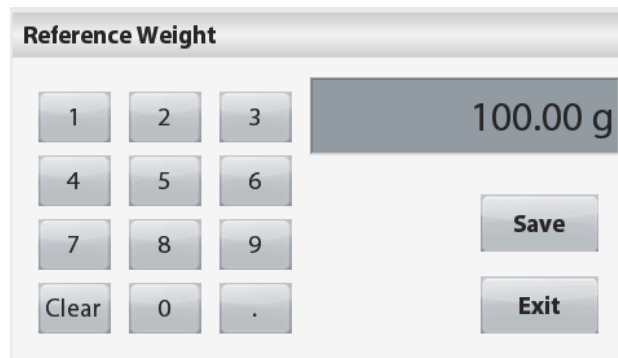 Reference Weight
1 2 3
100.00 g
4 5 6
Save
7 8 9
Clear 0 .
Exit